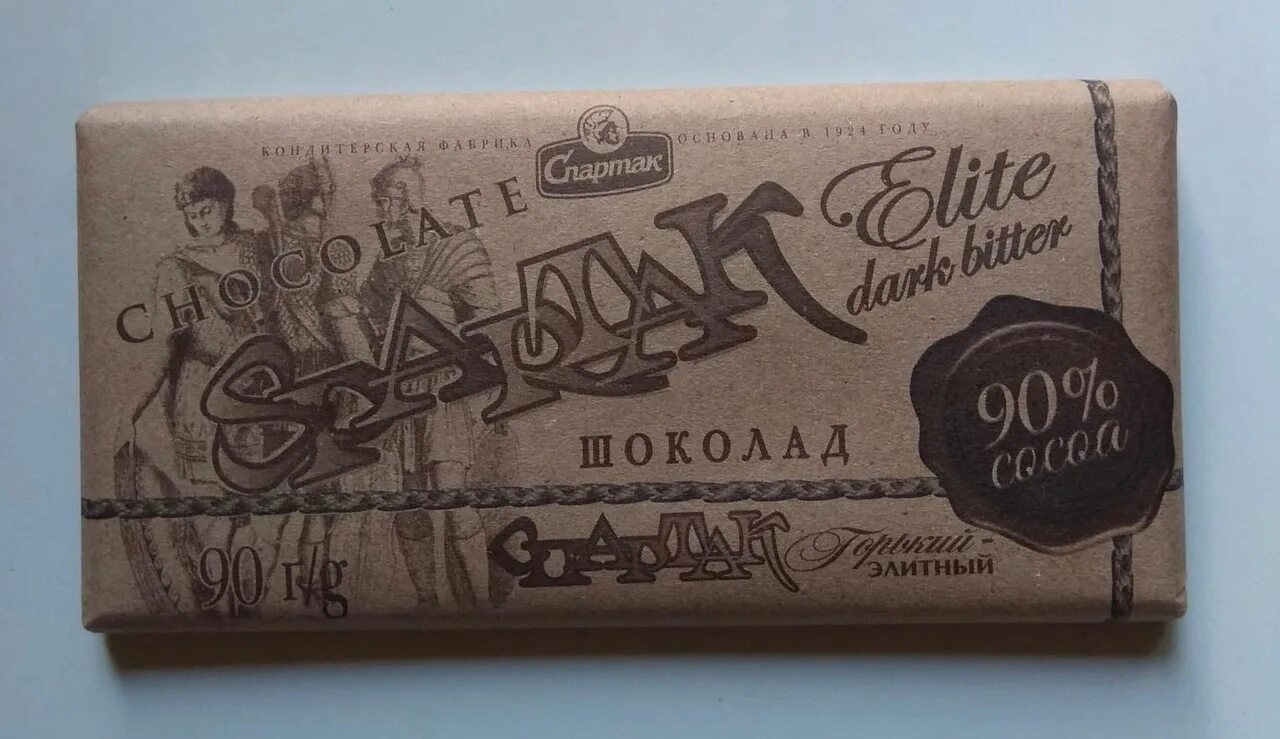 КОНДИТЕРСКАЯ ФАБРИКА
Спартак
ОСНОВАНА В 1924 ГОДУ
CHOCOLATE
СПАРТАК
Elite
dark bitter
90%
cocoa
ШОКОЛАД
СПАРТАК
Горький-
ЭЛИТНЫЙ
90 г/g